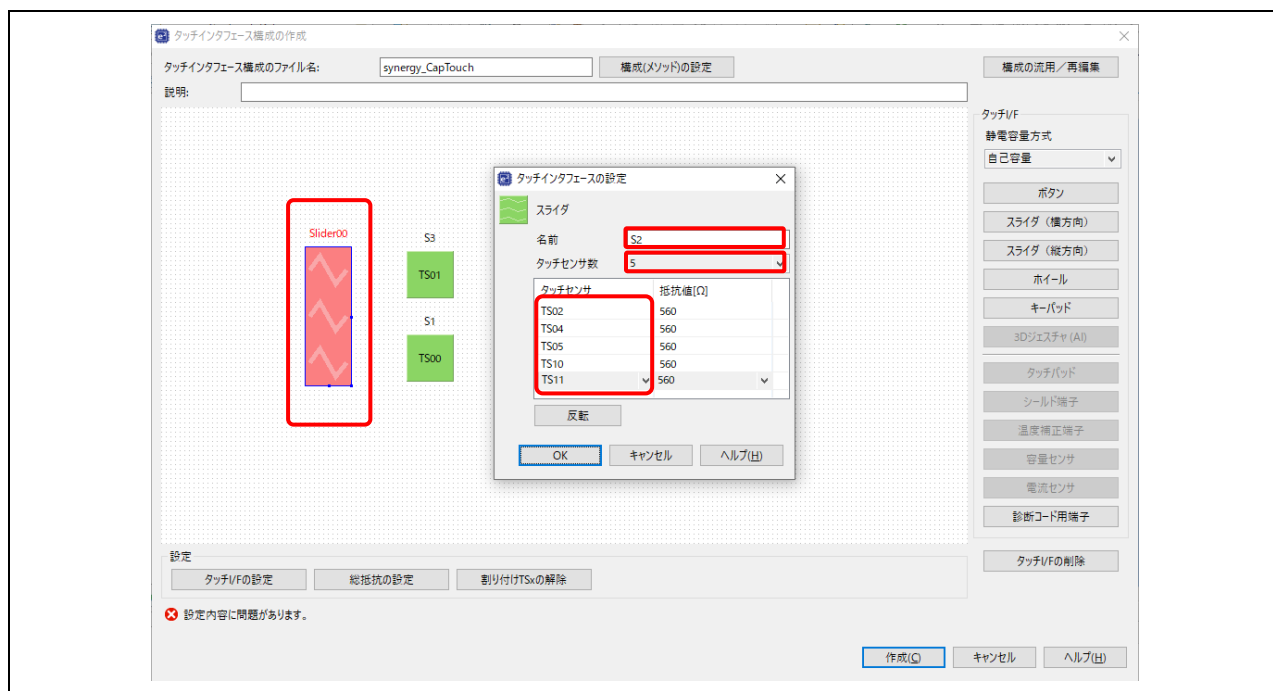 タッチインタフェース構成の作成
タッチインタフェース構成のファイル名: synergy_CapTouch 構成(メソッド)の設定 構成の流用／再編集
説明:
タッチI/F
静電容量方式
自己容量
ボタン
スライダ（横方向）
スライダ（縦方向）
ホイール
キーパッド
3Dジェスチャ(AI)
タッチパッド
シールド端子
温度補正端子
容量センサ
電流センサ
診断コード用端子
タッチI/Fの削除
Slider00
S3
TS01
S1
TS00
タッチインタフェースの設定
スライダ
名前 S2
タッチセンサ数 5
タッチセンサ 抵抗値[Ω]
TS02 560
TS04 560
TS05 560
TS10 560
TS11 560
反転
OK キャンセル ヘルプ(H)
設定
タッチI/Fの設定 総抵抗の設定 割り付けTSxの解除
設定内容に問題があります。
作成(C) キャンセル ヘルプ(H)